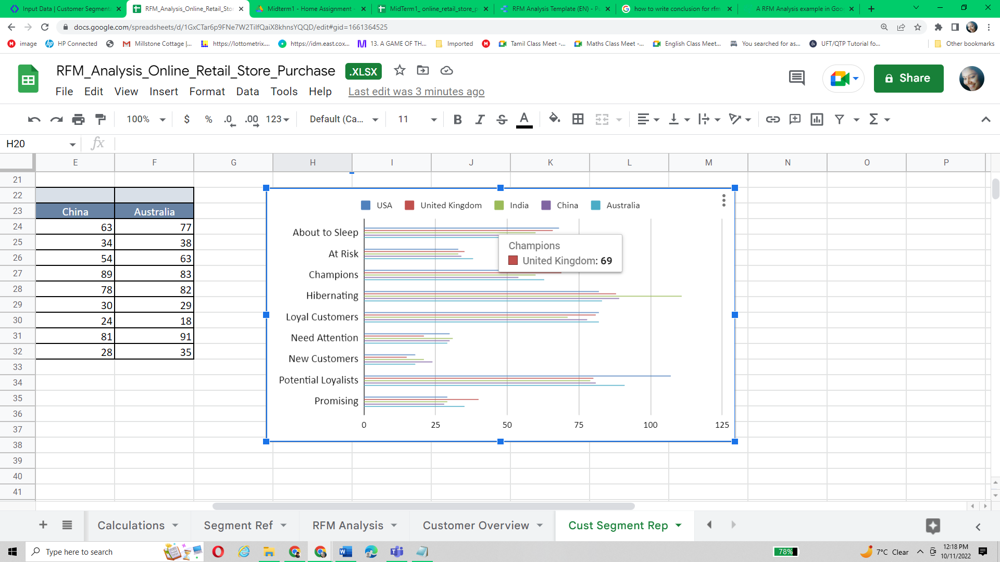 Input Data | Customer Segmenta
RFM_Analysis_Online_Retail_Stor
Midterm1 - Home Assignment -
MidTerm1_ online_retail_store_p
RFM Analysis Template (EN) - Pu
how to write conclusion for rfm
A RFM Analysis example in Goo
docs.google.com/spreadsheets/d/1GxCTar6p9FNe7W2TilfQaiX8khnsYQQD/edit#gid=1661364525
image
HP Connected
Millstone Cottage |...
https://lottometrix....
https://idm.east.cox...
13. A GAME OF TH...
Imported
Tamil Class Meet -...
Maths Class Meet -...
English Class Meet...
You searched for as...
UFT/QTP Tutorial fo...
Other bookmarks
RFM_Analysis_Online_Retail_Store_Purchase .XLSX
Share
File Edit View Insert Format Data Tools Help Last edit was 3 minutes ago
100% $ % .0 .00 123 Default (Ca... 11 B I S A
H20 fx
E F G H I J K L M N O P
21
22
23 China Australia
24 63 77
25 34 38
26 54 63
27 89 83
28 78 82
29 30 29
30 24 18
31 81 91
32 28 35
33
34
35
36
37
38
39
40
41
USA United Kingdom India China Australia
About to Sleep
At Risk
Champions
Hibernating
Loyal Customers
Need Attention
New Customers
Potential Loyalists
Promising
0 25 50 75 100 125
Champions
United Kingdom: 69
Calculations Segment Ref RFM Analysis Customer Overview Cust Segment Rep
Type here to search
78%
7°C Clear
12:18 PM
10/11/2022